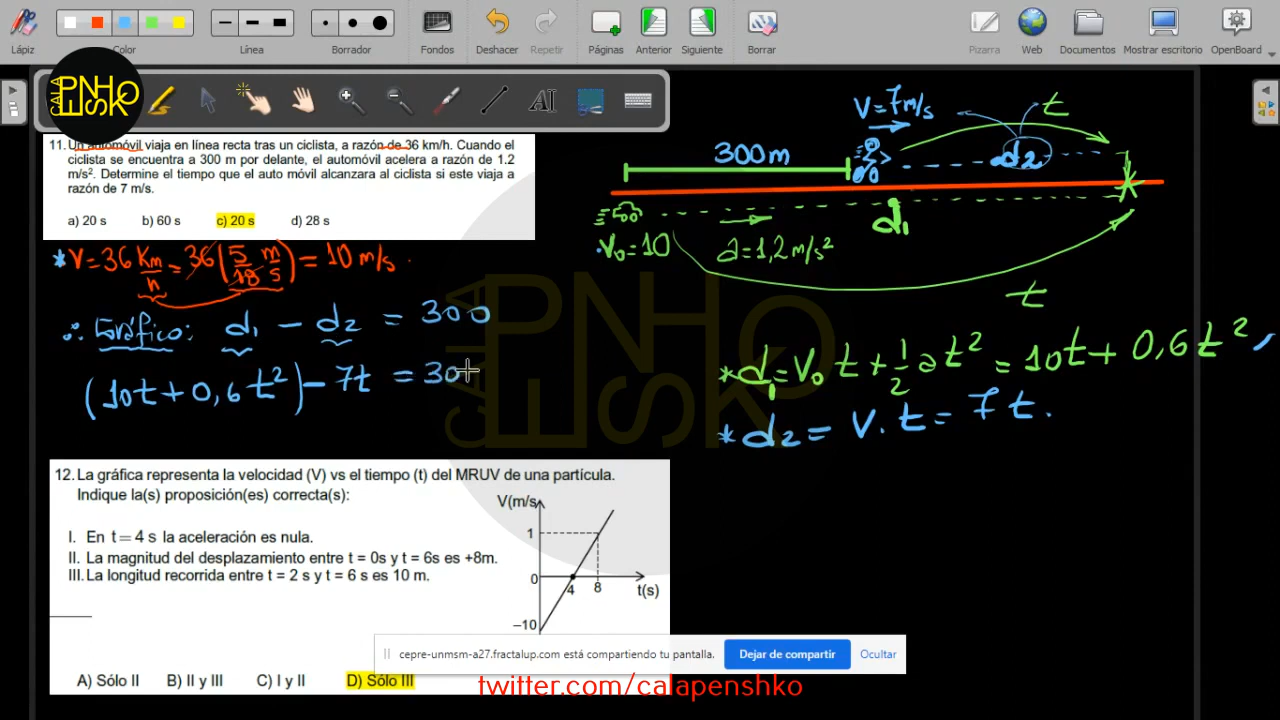 Lápiz
Color
Línea
Borrador
Fondos
Deshacer
Repetir
Páginas
Anterior
Siguiente
Borrar
Pizarra
Web
Documentos
Mostrar escritorio
OpenBoard
CALA PENSHKO
11. Un automóvil viaja en línea recta tras un ciclista, a razón de 36 km/h. Cuando el
ciclista se encuentra a 300 m por delante, el automóvil acelera a razón de 1.2
m/s². Determine el tiempo que el auto móvil alcanzara al ciclista si este viaja a
razón de 7 m/s.
a) 20 s b) 60 s c) 20 s d) 28 s
V=7m/s
t
300m
d2
d1
V₀=10
a=1,2m/s²
t
*V=36 Km/h = 36(5/18 m/s) = 10 m/s.
∴ Gráfico: d1 - d2 = 300
(10t + 0,6t²) - 7t = 30
*d1=V₀t+½at² = 10t+ 0,6t²,
*d2= V.t= 7t.
12. La gráfica representa la velocidad (V) vs el tiempo (t) del MRUV de una partícula.
Indique la(s) proposición(es) correcta(s):
I. En t = 4 s la aceleración es nula.
II. La magnitud del desplazamiento entre t = 0s y t = 6s es +8m.
III. La longitud recorrida entre t = 2 s y t = 6 s es 10 m.
V(m/s
1
0
4
8
t(s)
−10
A) Sólo II B) II y III C) I y II D) Sólo III
cepre-unmsm-a27.fractalup.com está compartiendo tu pantalla.
Dejar de compartir
Ocultar
twitter.com/calapenshko